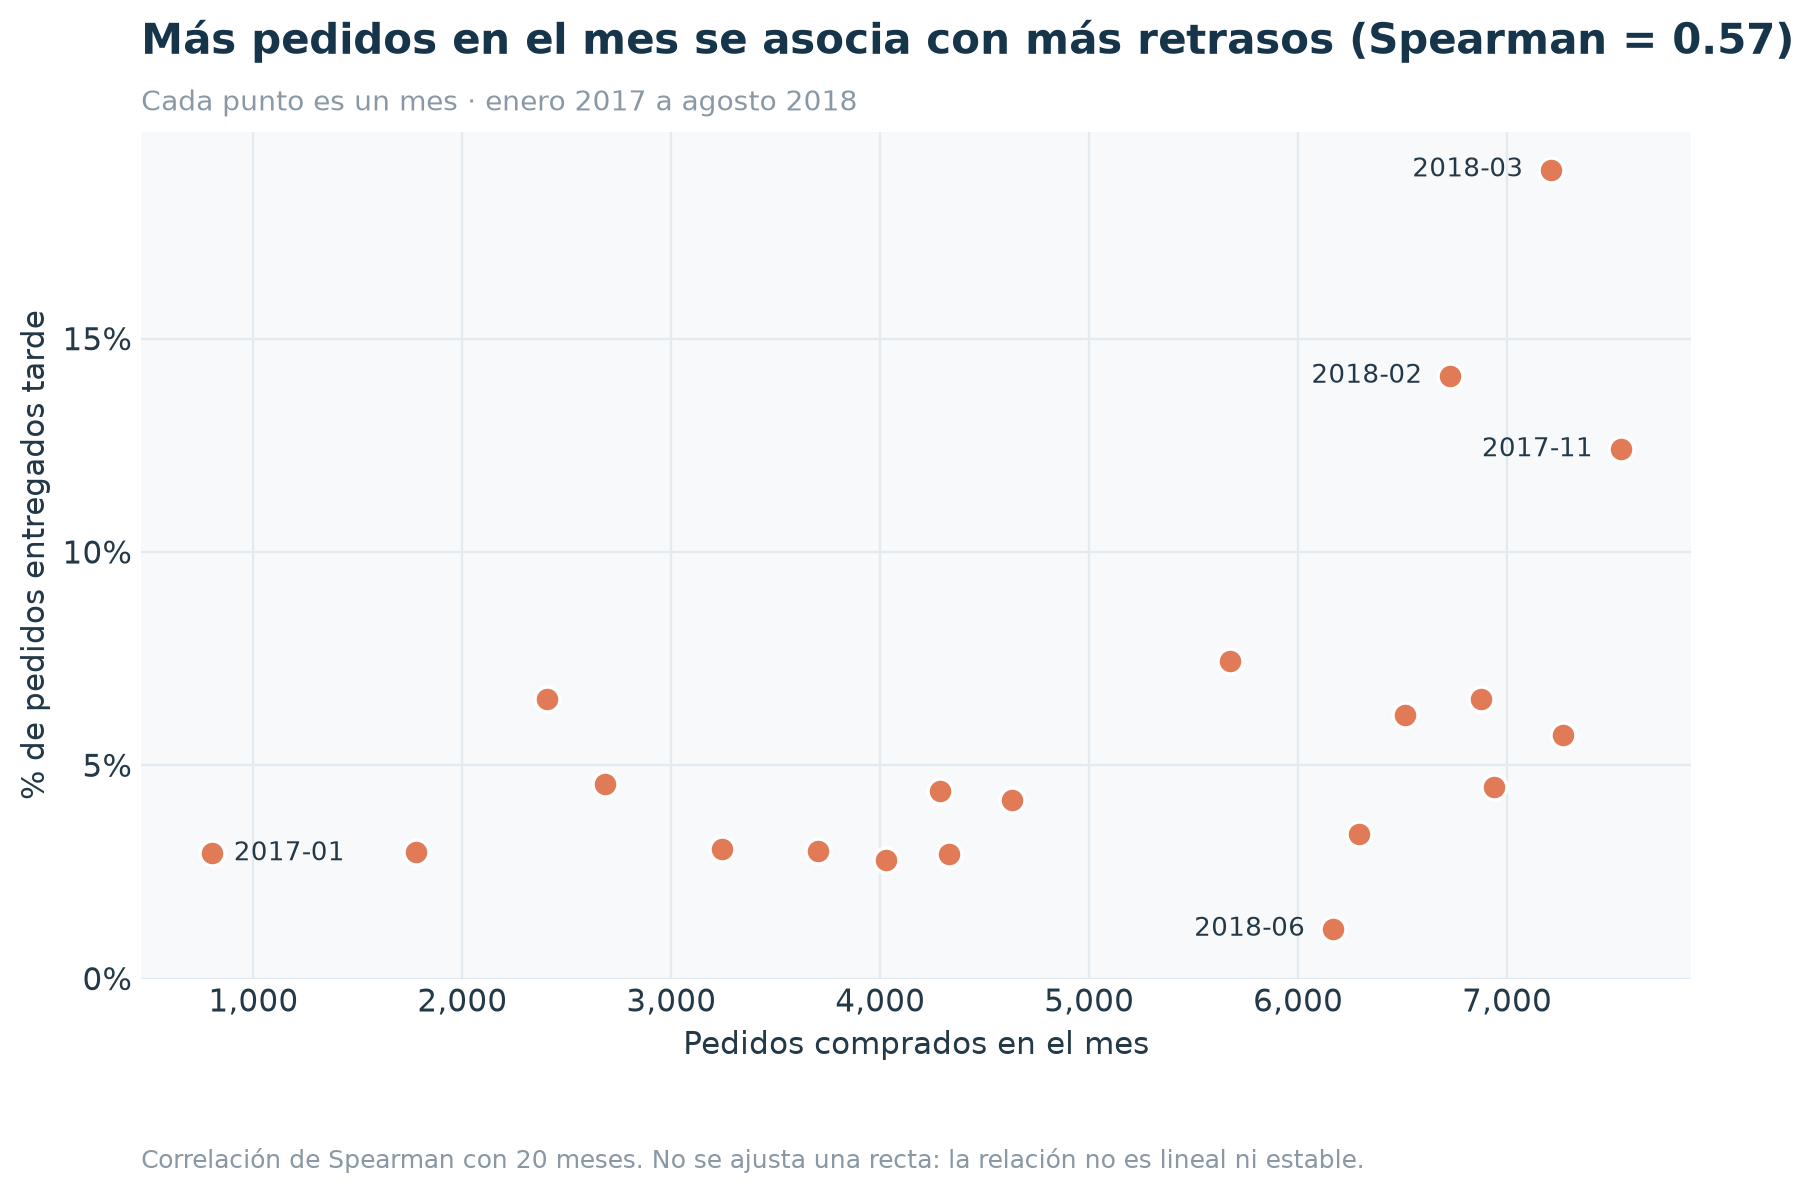 Más pedidos en el mes se asocia con más retrasos (Spearman = 0.57)
Cada punto es un mes · enero 2017 a agosto 2018
% de pedidos entregados tarde
15%
10%
5%
0%
2018-03
2018-02
2017-11
2017-01
2018-06
1,000 2,000 3,000 4,000 5,000 6,000 7,000
Pedidos comprados en el mes
Correlación de Spearman con 20 meses. No se ajusta una recta: la relación no es lineal ni estable.